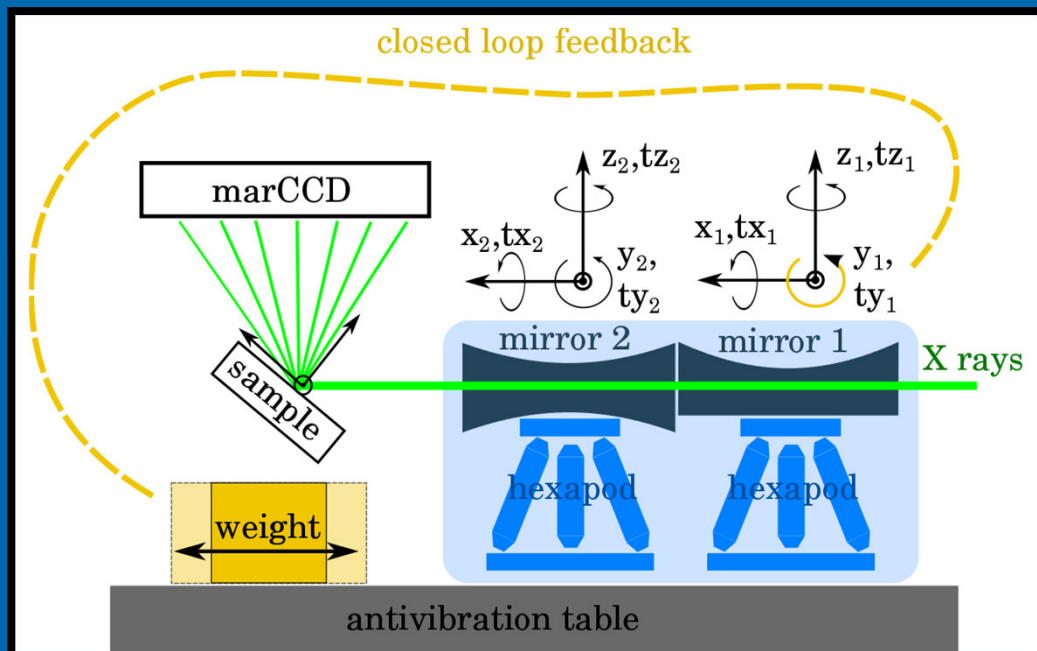 closed loop feedback
z₂,tz₂
z₁,tz₁
marCCD
x₂,tx₂
y₂,
ty₂
x₁,tx₁
y₁,
ty₁
mirror 2
mirror 1
X rays
sample
hexapod
hexapod
weight
antivibration table